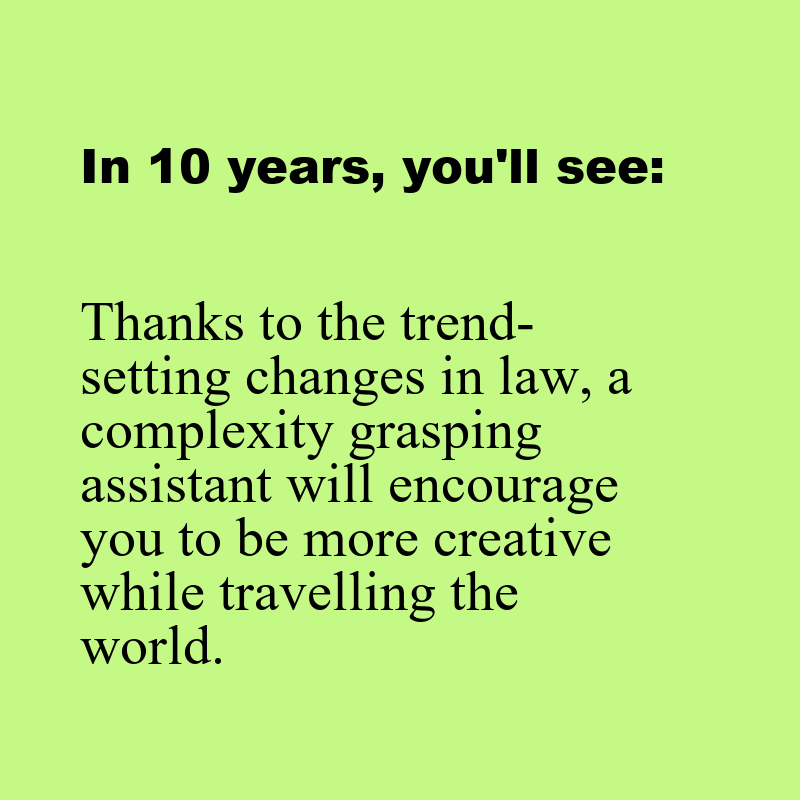 In 10 years, you'll see:
Thanks to the trend-
setting changes in law, a
complexity grasping
assistant will encourage
you to be more creative
while travelling the
world.